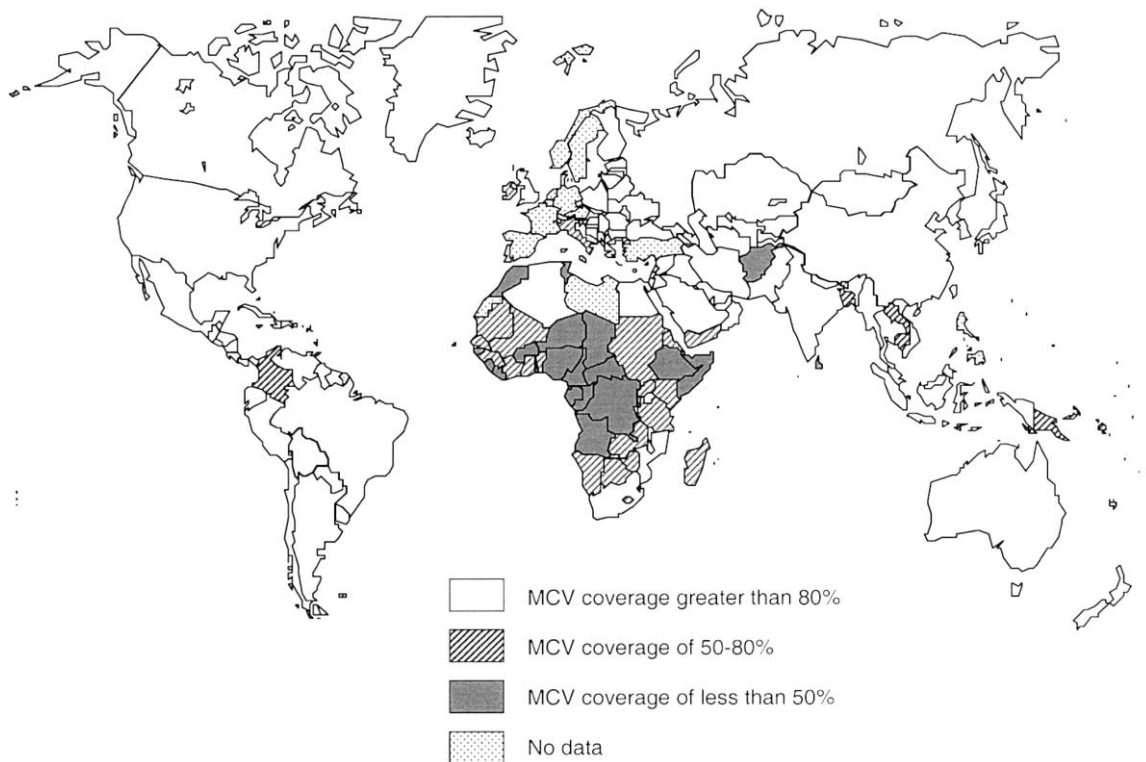 MCV coverage greater than 80%
MCV coverage of 50-80%
MCV coverage of less than 50%
No data